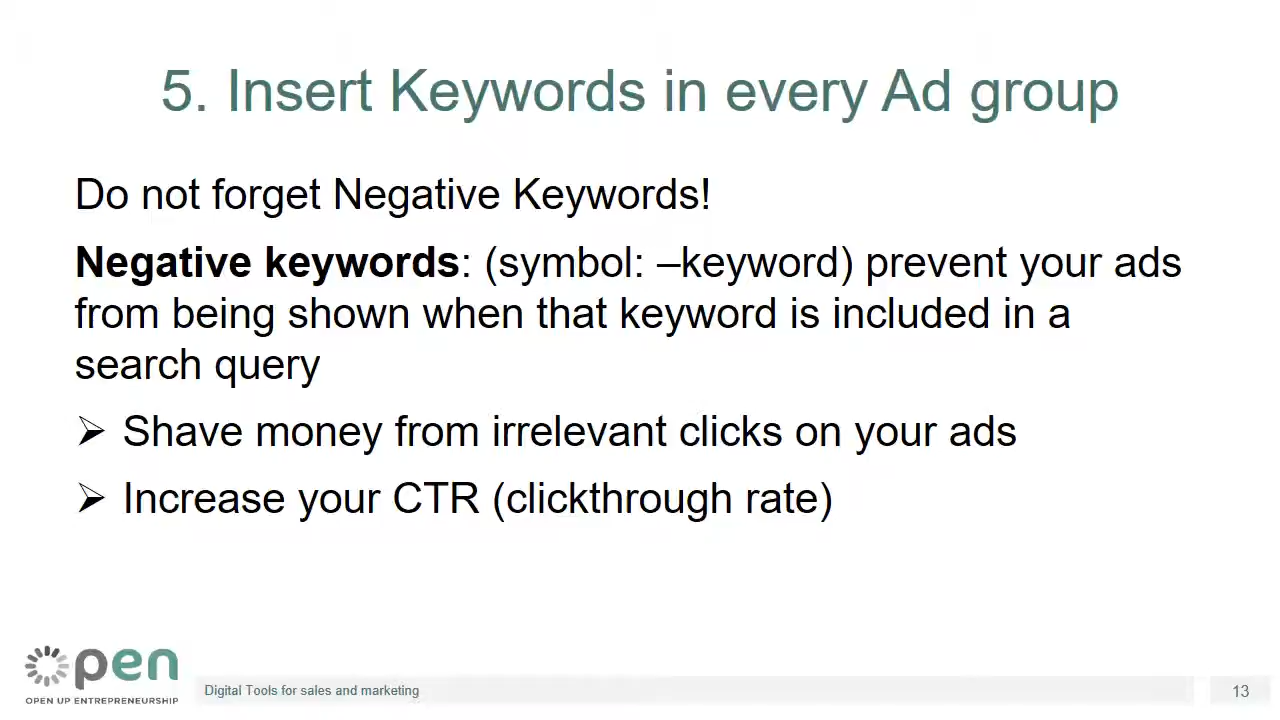 5. Insert Keywords in every Ad group
Do not forget Negative Keywords!
Negative keywords: (symbol: –keyword) prevent your ads
from being shown when that keyword is included in a
search query
➢ Shave money from irrelevant clicks on your ads
➢ Increase your CTR (clickthrough rate)
open
OPEN UP ENTREPRENEURSHIP
Digital Tools for sales and marketing
13